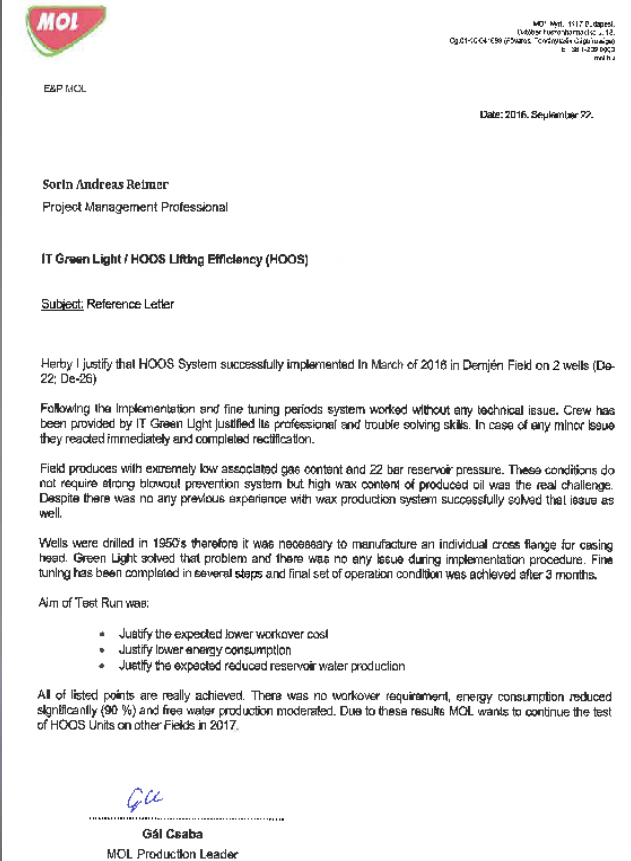 MOL
MOL Nyrt. 1117 Budapest,
mol.hu
E&P MOL
Date: 2016. September 22.
Sorin Andreas Reimer
Project Management Professional
IT Green Light / HOOS Lifting Efficiency (HOOS)
Subject: Reference Letter
Herby I justify that HOOS System successfully implemented in March of 2016 in Demjén Field on 2 wells (De-
22; De-26)
Following the implementation and fine tuning periods system worked without any technical issue. Crew has
been provided by IT Green Light justified its professional and trouble solving skills. In case of any minor issue
they reacted immediately and completed rectification.
Field produces with extremely low associated gas content and 22 bar reservoir pressure. These conditions do
not require strong blowout prevention system but high wax content of produced oil was the real challenge.
Despite there was no any previous experience with wax production system successfully solved that issue as
well.
Wells were drilled in 1950's therefore it was necessary to manufacture an individual cross flange for casing
head. Green Light solved that problem and there was no any issue during implementation procedure. Fine
tuning has been completed in several steps and final set of operation condition was achieved after 3 months.
Aim of Test Run was:
• Justify the expected lower workover cost
• Justify lower energy consumption
• Justify the expected reduced reservoir water production
All of listed points are really achieved. There was no workover requirement, energy consumption reduced
significantly (90 %) and free water production moderated. Due to these results MOL wants to continue the test
of HOOS Units on other Fields in 2017.
Gál Csaba
MOL Production Leader